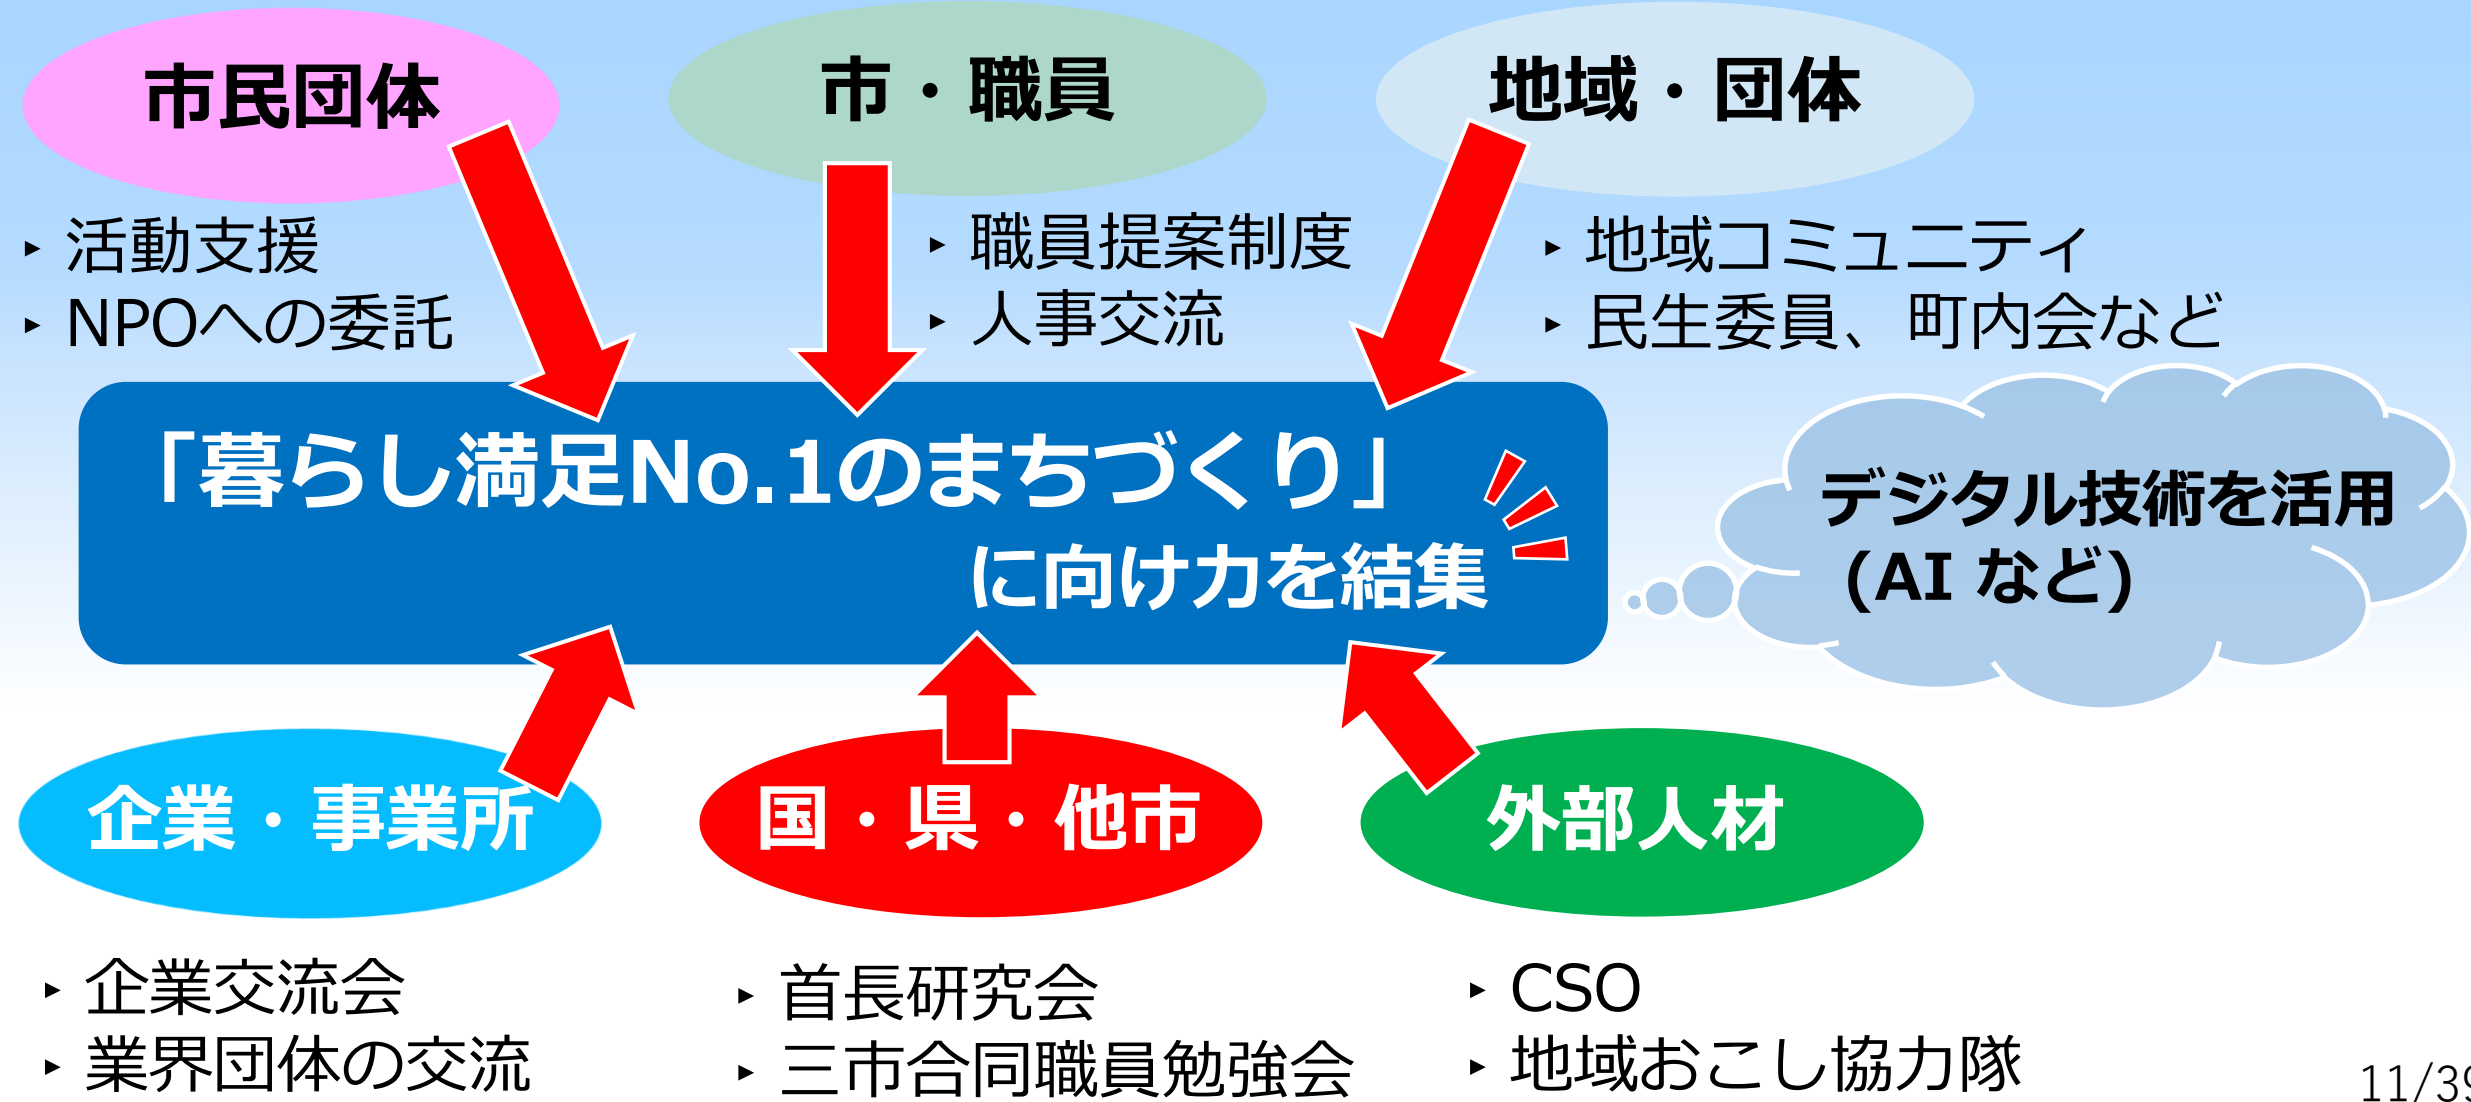 市民団体
▸ 活動支援
▸ NPOへの委託
市・職員
▸ 職員提案制度
▸ 人事交流
地域・団体
▸ 地域コミュニティ
▸ 民生委員、町内会など
「暮らし満足No.1のまちづくり」
に向け力を結集
デジタル技術を活用
(AI など)
企業・事業所
▸ 企業交流会
▸ 業界団体の交流
国・県・他市
▸ 首長研究会
▸ 三市合同職員勉強会
外部人材
▸ CSO
▸ 地域おこし協力隊
11/39